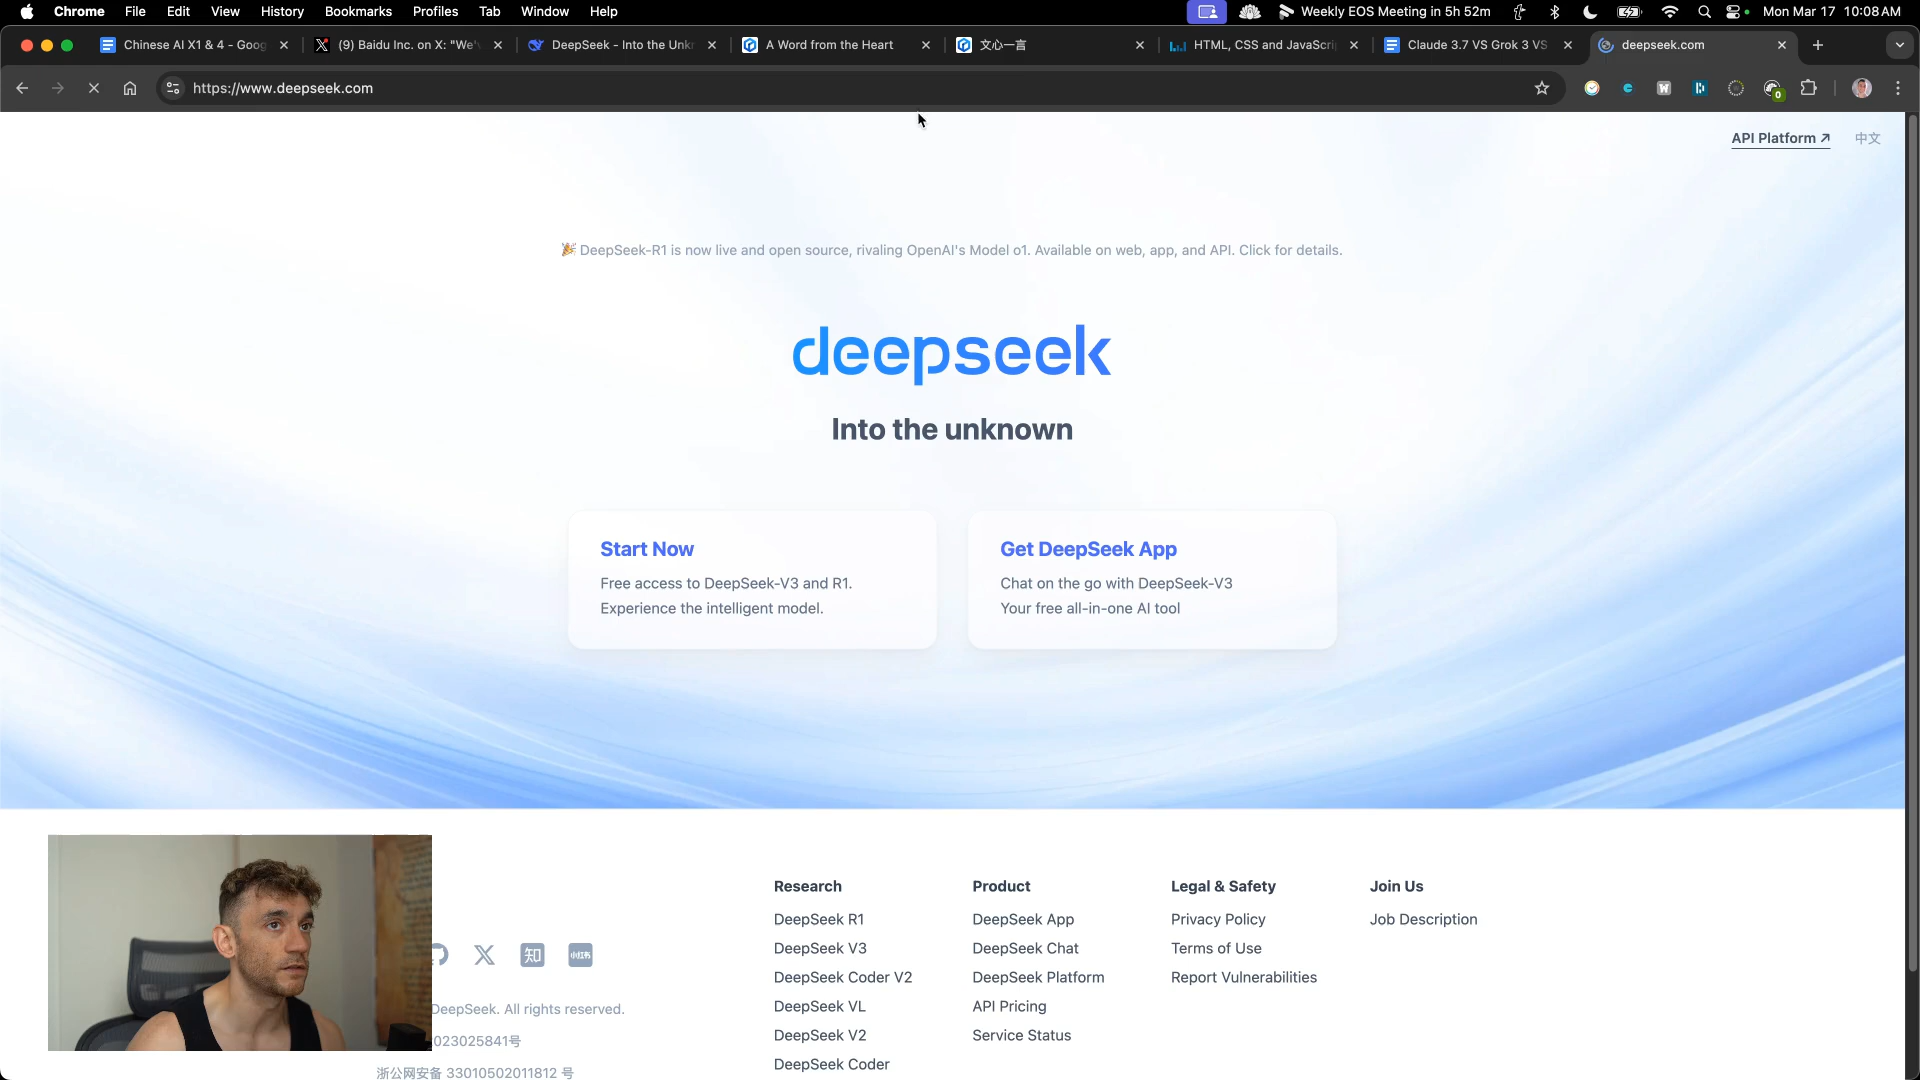 Chrome File Edit View History Bookmarks Profiles Tab Window Help
Weekly EOS Meeting in 5h 52m
Mon Mar 17 10:08 AM
Chinese AI X1 & 4 - Goog
(9) Baidu Inc. on X: "We'v
DeepSeek - Into the Unkn
A Word from the Heart
文心一言
HTML, CSS and JavaScri
Claude 3.7 VS Grok 3 VS
deepseek.com
https://www.deepseek.com
W
0
API Platform ↗
中文
🎉 DeepSeek-R1 is now live and open source, rivaling OpenAI's Model o1. Available on web, app, and API. Click for details.
deepseek
Into the unknown
Start Now
Free access to DeepSeek-V3 and R1.
Experience the intelligent model.
Get DeepSeek App
Chat on the go with DeepSeek-V3
Your free all-in-one AI tool
知
小红书
DeepSeek. All rights reserved.
023025841号
浙公网安备 33010502011812 号
Research
DeepSeek R1
DeepSeek V3
DeepSeek Coder V2
DeepSeek VL
DeepSeek V2
DeepSeek Coder
Product
DeepSeek App
DeepSeek Chat
DeepSeek Platform
API Pricing
Service Status
Legal & Safety
Privacy Policy
Terms of Use
Report Vulnerabilities
Join Us
Job Description